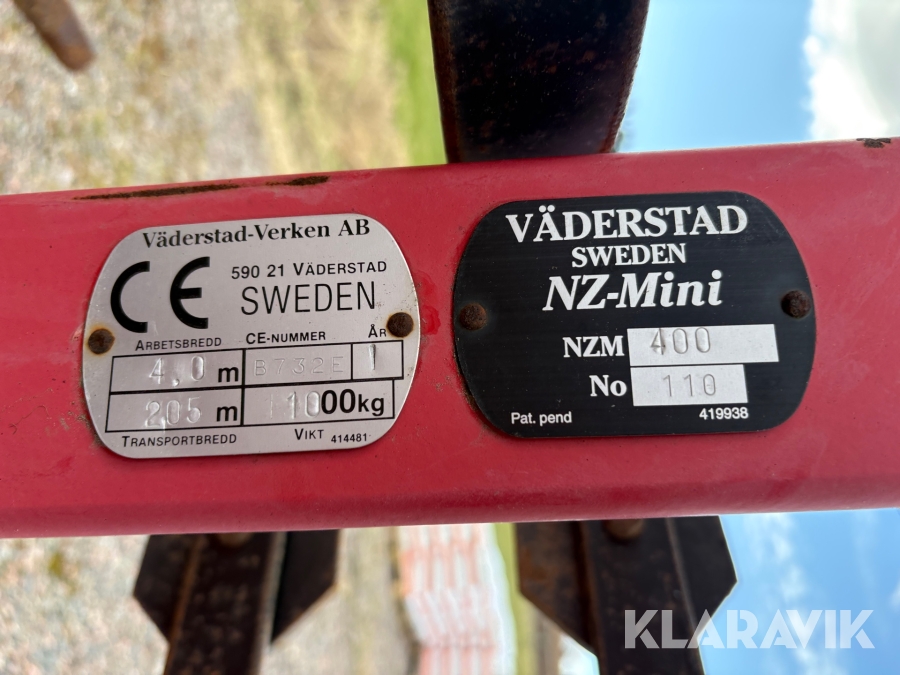 Väderstad-Verken AB
CE
590 21 VÄDERSTAD
SWEDEN
ARBETSBREDD CE-NUMMER ÅR
4,0 m B732E 1
205 m 00kg
TRANSPORTBREDD VIKT 414481
VÄDERSTAD
SWEDEN
NZ-Mini
NZM 400
No 110
Pat. pend 419938
KLARAVIK